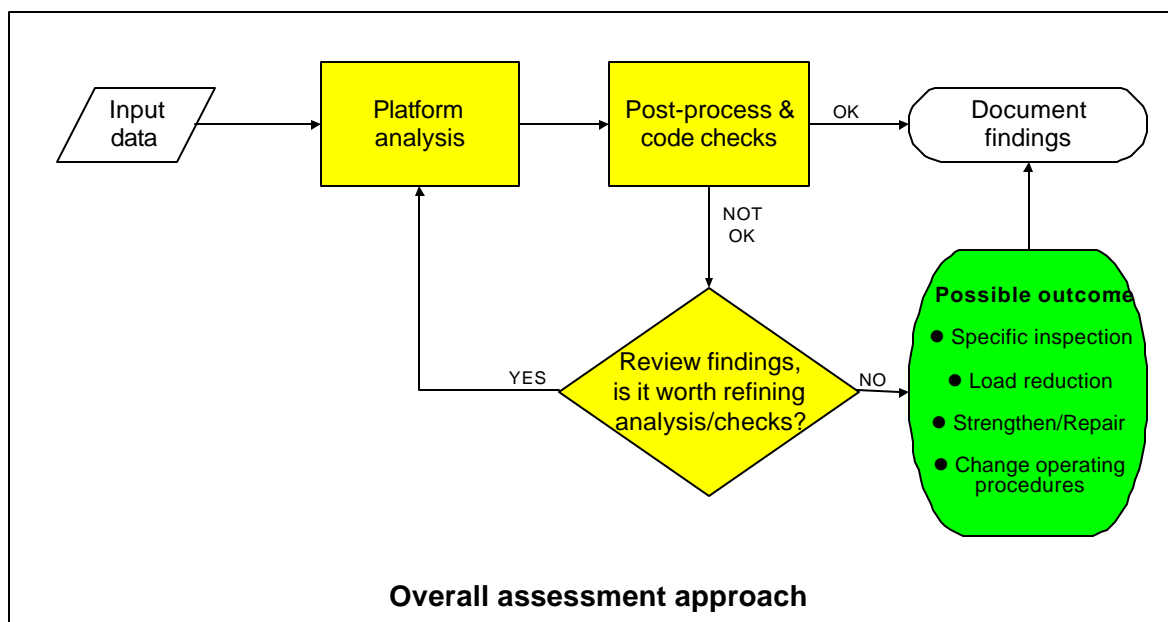 Input
data
Platform
analysis
Post-process &
code checks
OK
Document
findings
NOT
OK
Review findings,
is it worth refining
analysis/checks?
YES
NO
Possible outcome
● Specific inspection
● Load reduction
● Strengthen/Repair
● Change operating
procedures
Overall assessment approach